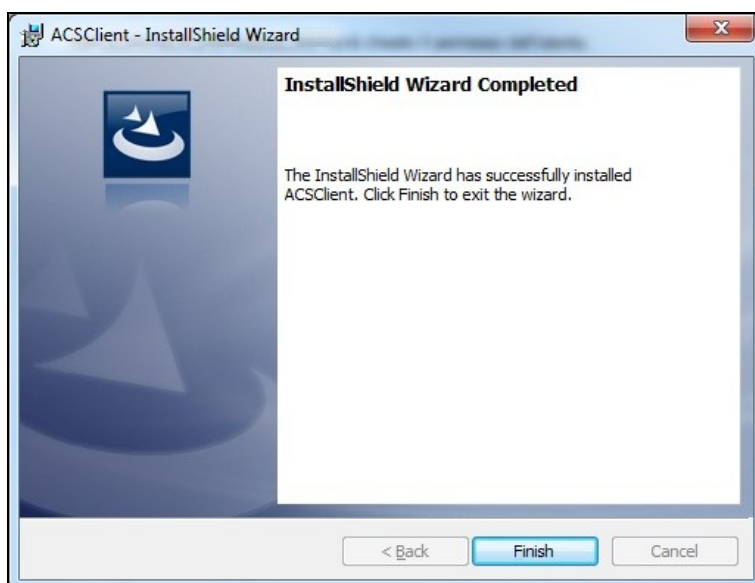 ACSClient - InstallShield Wizard
InstallShield Wizard Completed
The InstallShield Wizard has successfully installed
ACSClient. Click Finish to exit the wizard.
< Back
Finish
Cancel